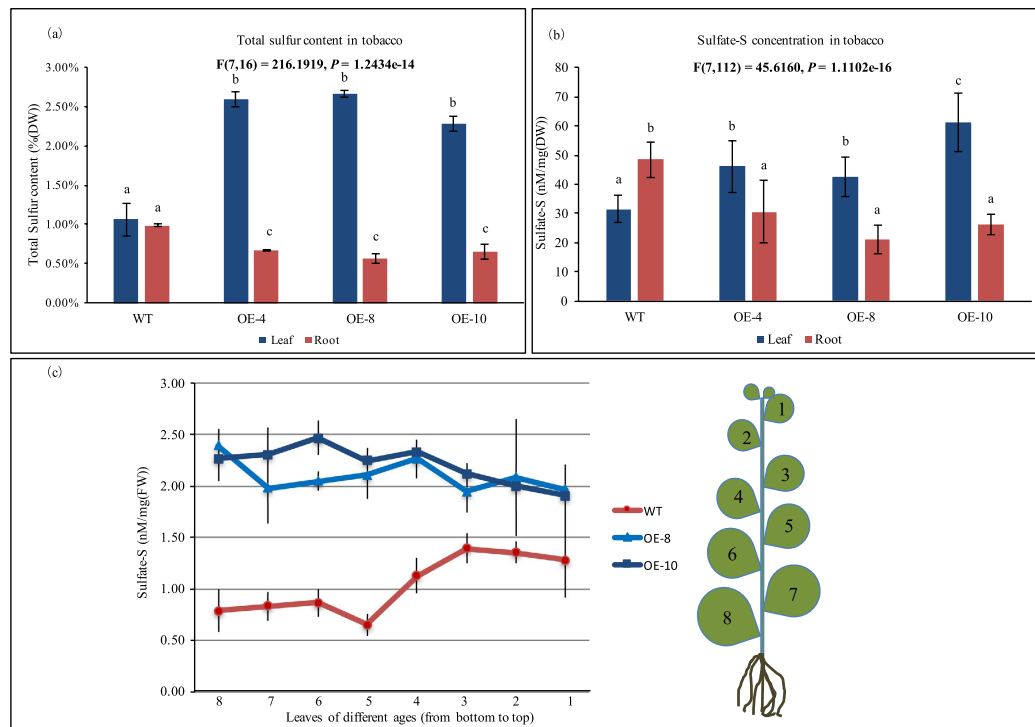 (a)
Total sulfur content in tobacco
F(7,16) = 216.1919, P = 1.2434e-14
Total Sulfur content (%(DW))
3.00%
2.50%
2.00%
1.50%
1.00%
0.50%
0.00%
a a b c b c b c
WT OE-4 OE-8 OE-10
Leaf Root
(b)
Sulfate-S concentration in tobacco
F(7,112) = 45.6160, P = 1.1102e-16
Sulfate-S (nM/mg(DW))
80
70
60
50
40
30
20
10
0
a b b a b a c a
WT OE-4 OE-8 OE-10
Leaf Root
(c)
Sulfate-S (nM/mg(FW))
3.00
2.50
2.00
1.50
1.00
0.50
0.00
8 7 6 5 4 3 2 1
Leaves of different ages (from bottom to top)
WT
OE-8
OE-10
1
2
3
4
5
6
7
8